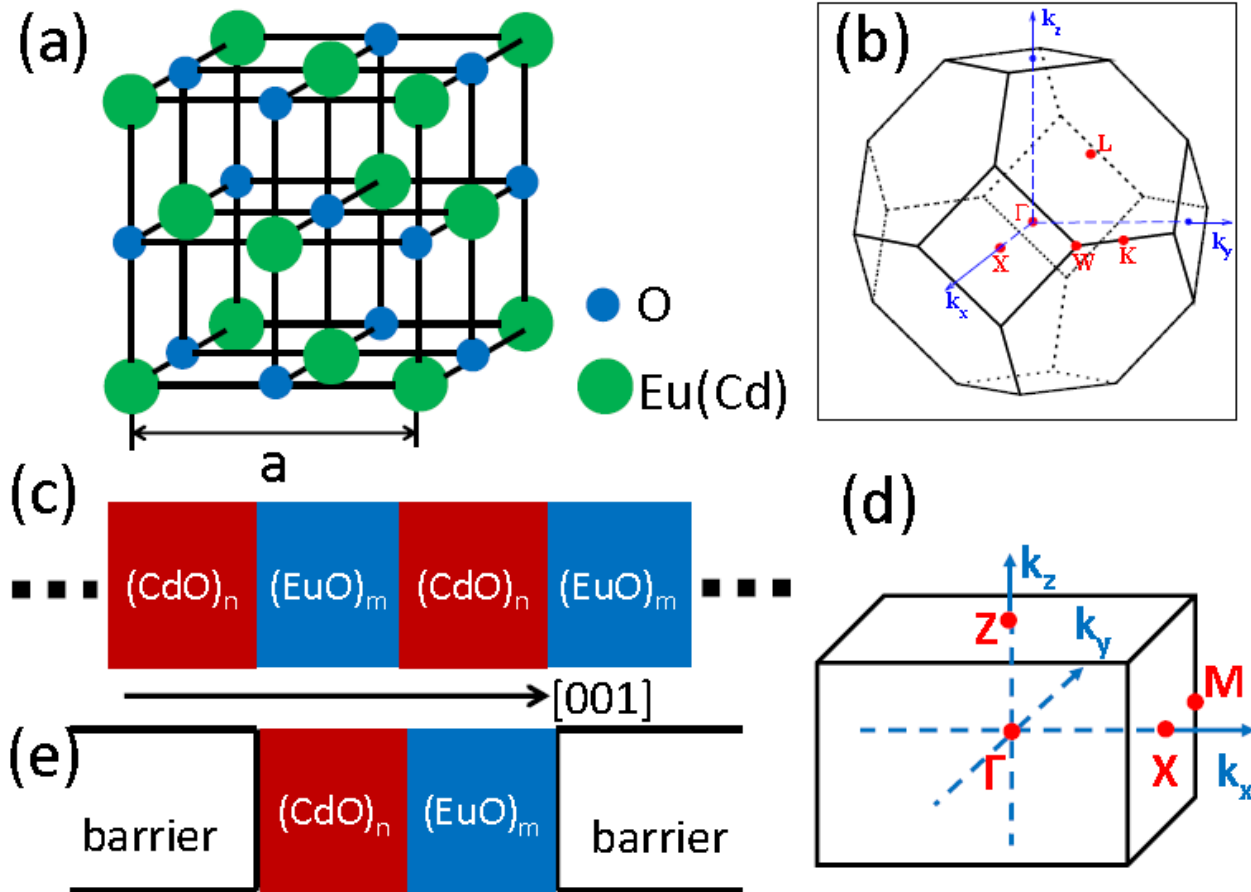 (a)
O
Eu(Cd)
a
(b)
k_z
L
Γ
k_y
X
W
K
k_x
(c)
(CdO)_n
(EuO)_m
(CdO)_n
(EuO)_m
[001]
(d)
k_z
Z
k_y
M
Γ
X
k_x
(e)
barrier
(CdO)_n
(EuO)_m
barrier